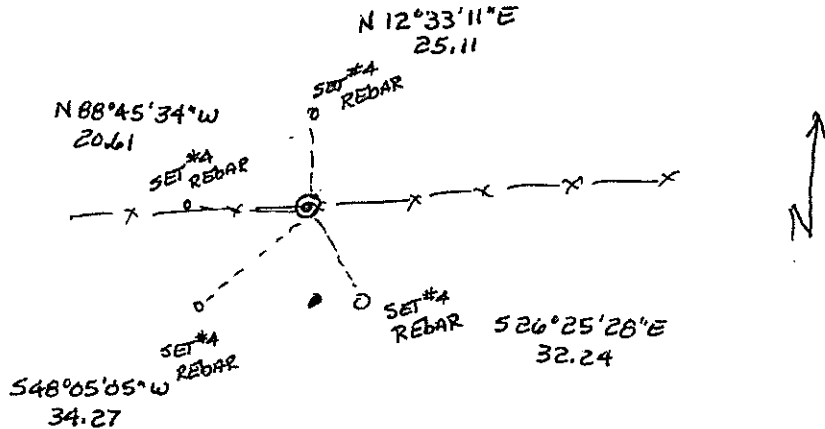 N 12°33'11"E
25.11
SET #4
REBAR
N 88°45'34"W
20.61
SET #4
REBAR
N
SET #4
REBAR
S 26°25'28"E
32.24
SET #4
REBAR
S48°05'05"W
34.27